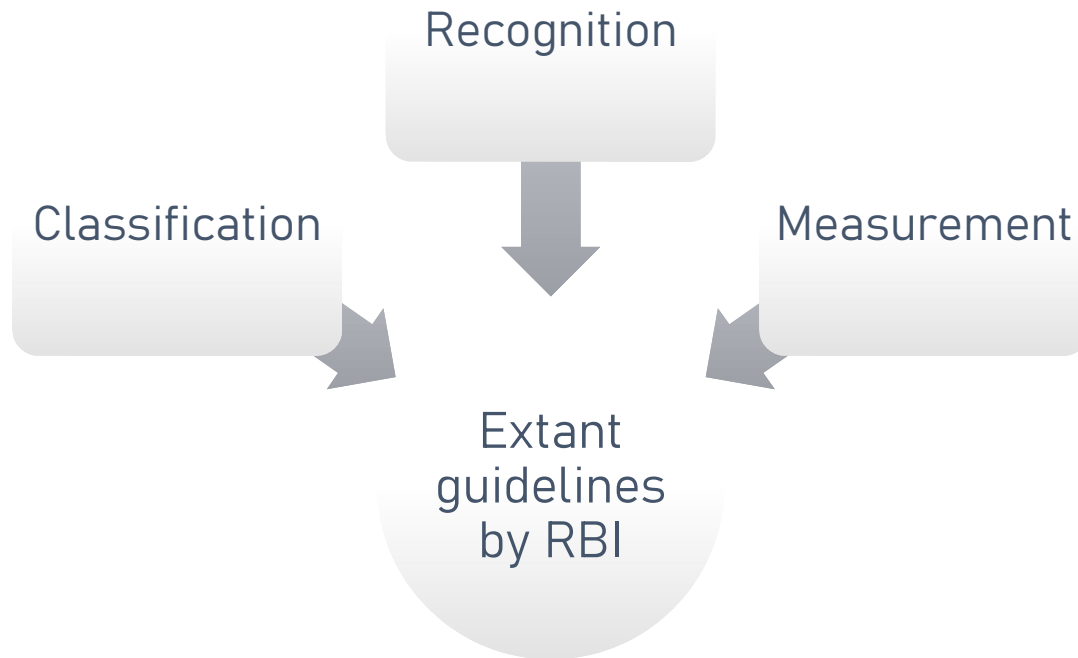 Recognition
Classification
Measurement
Extant
guidelines
by RBI